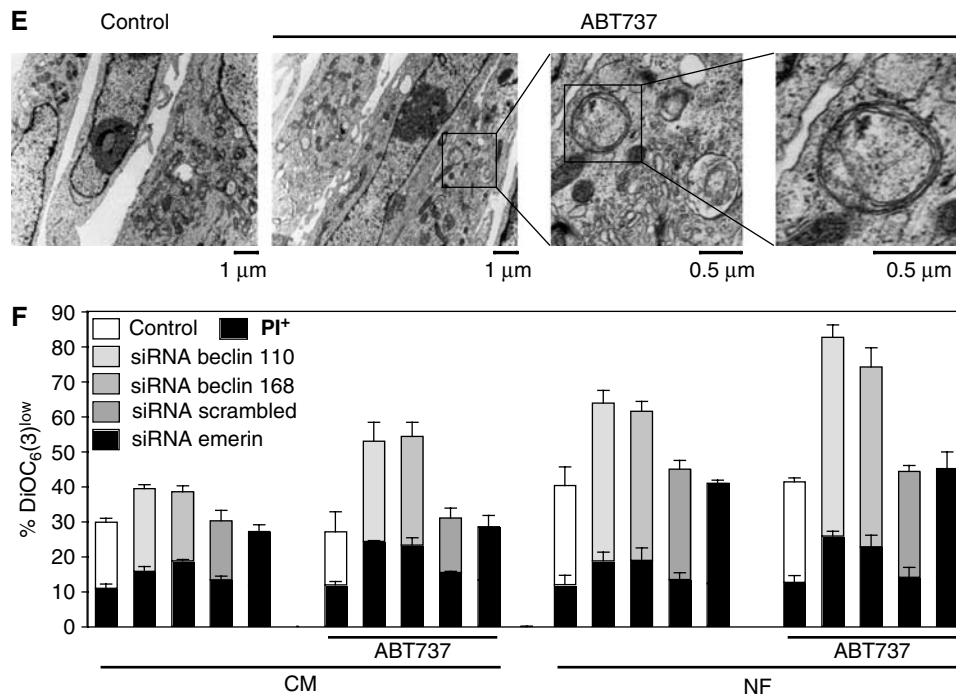 E
Control
ABT737
1 μm
1 μm
0.5 μm
0.5 μm
F
% DiOC6(3)low
90
80
70
60
50
40
30
20
10
0
Control
PI+
siRNA beclin 110
siRNA beclin 168
siRNA scrambled
siRNA emerin
ABT737
ABT737
CM
NF